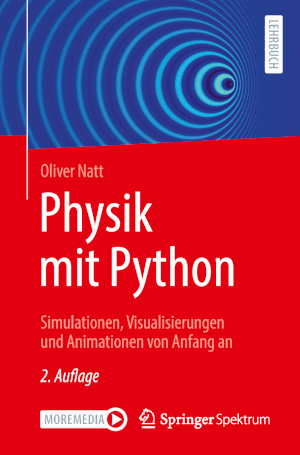 LEHRBUCH
Oliver Natt
Physik
mit Python
Simulationen, Visualisierungen
und Animationen von Anfang an
2. Auflage
MOREMEDIA
Springer Spektrum